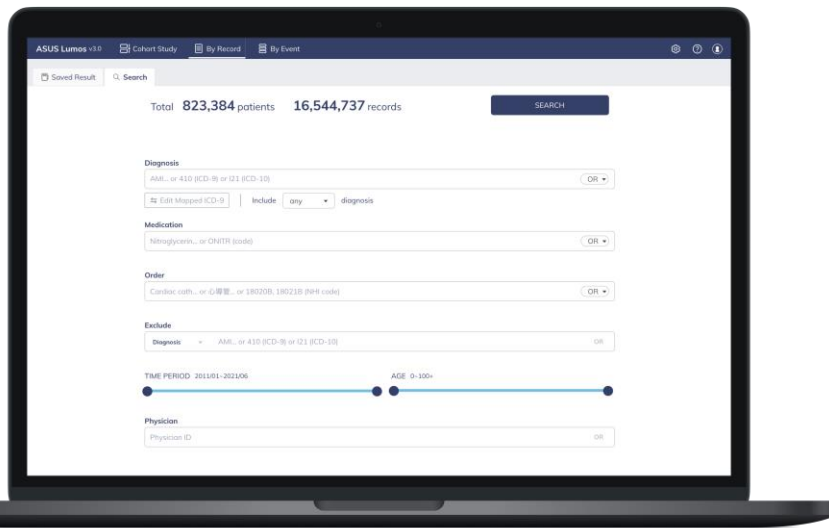 ASUS Lumos v3.0 Cohort Study By Record By Event
Saved Result Search
Total 823,384 patients 16,544,737 records SEARCH
Diagnosis
AMI... or 410 (ICD-9) or I21 (ICD-10) OR
Edit Mapped ICD-9 Include any diagnosis
Medication
Nitroglycerin... or ONITR (code) OR
Order
Cardiac cath... or 心導管... or 18020B, 18021B (NHI code) OR
Exclude
Diagnosis AMI... or 410 (ICD-9) or I21 (ICD-10) OR
TIME PERIOD 2011/01~2021/06 AGE 0~100+
Physician
Physician ID OR